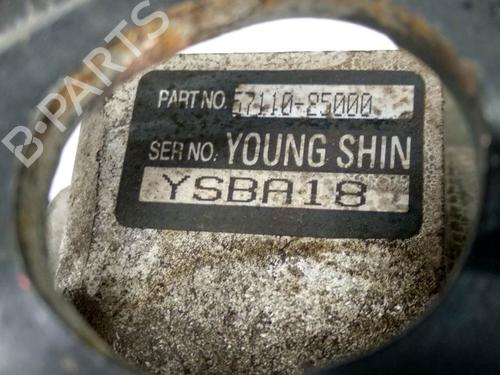 B-PARTS
PART NO. 57110-25000
SER NO. YOUNG SHIN
YSBA18